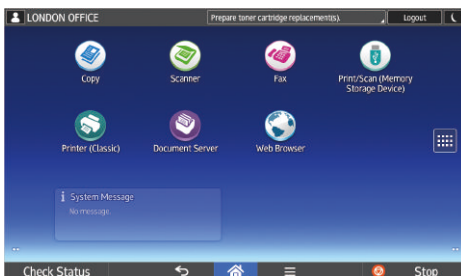 LONDON OFFICE
Prepare toner cartridge replacement(s).
Logout
Copy
Scanner
Fax
Print/Scan (Memory
Storage Device)
Printer (Classic)
Document Server
Web Browser
System Message
No message.
Check Status
Stop